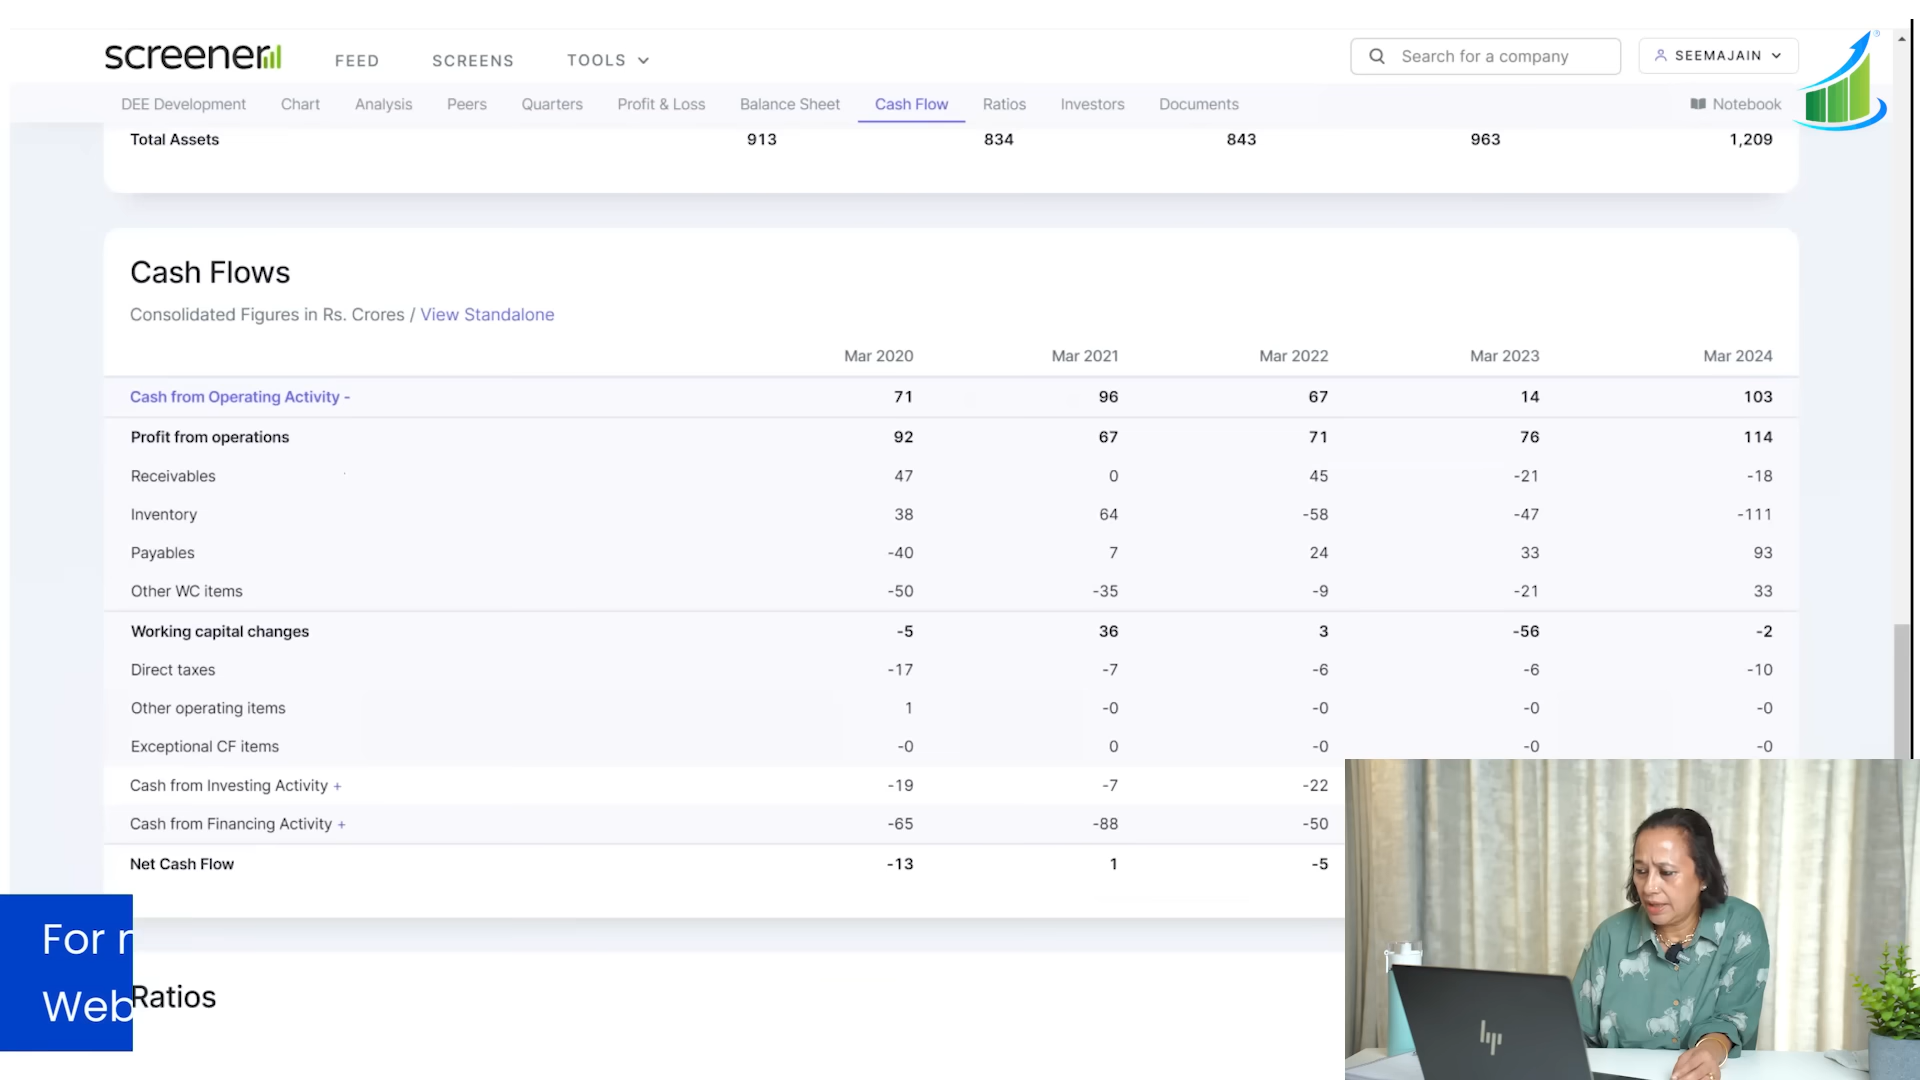 screener FEED SCREENS TOOLS Search for a company SEEMAJAIN
DEE Development Chart Analysis Peers Quarters Profit & Loss Balance Sheet Cash Flow Ratios Investors Documents Notebook
Total Assets 913 834 843 963 1,209
Cash Flows
Consolidated Figures in Rs. Crores / View Standalone
Mar 2020 Mar 2021 Mar 2022 Mar 2023 Mar 2024
Cash from Operating Activity - 71 96 67 14 103
Profit from operations 92 67 71 76 114
Receivables 47 0 45 -21 -18
Inventory 38 64 -58 -47 -111
Payables -40 7 24 33 93
Other WC items -50 -35 -9 -21 33
Working capital changes -5 36 3 -56 -2
Direct taxes -17 -7 -6 -6 -10
Other operating items 1 -0 -0 -0 -0
Exceptional CF items -0 0 -0 -0 -0
Cash from Investing Activity + -19 -7 -22
Cash from Financing Activity + -65 -88 -50
Net Cash Flow -13 1 -5
For
Web
Ratios
hp